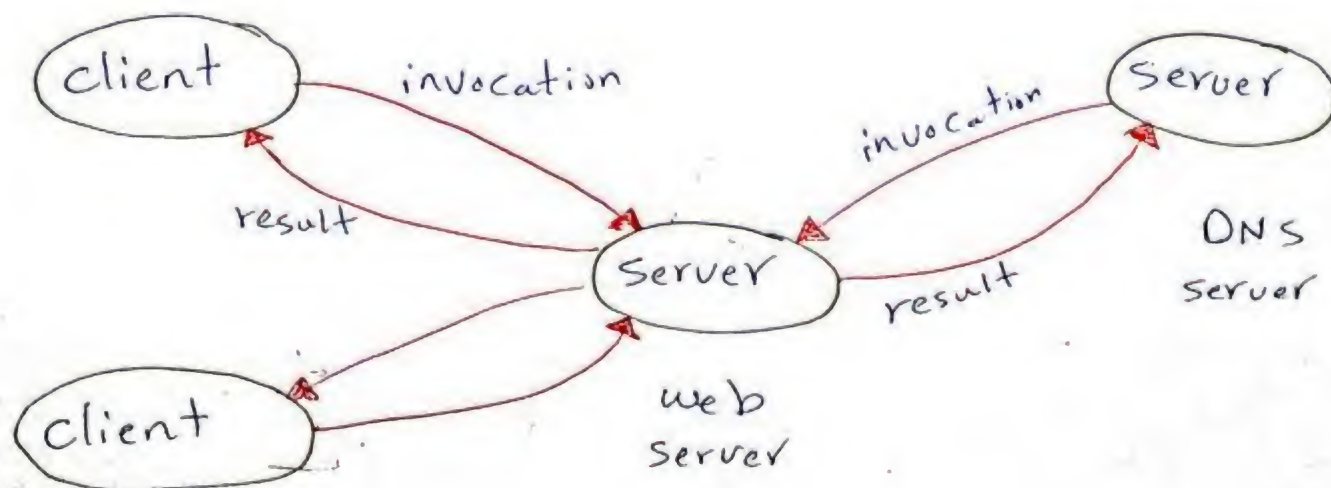 client
invocation
result
server
invocation
result
server
DNS
server
client
web
server